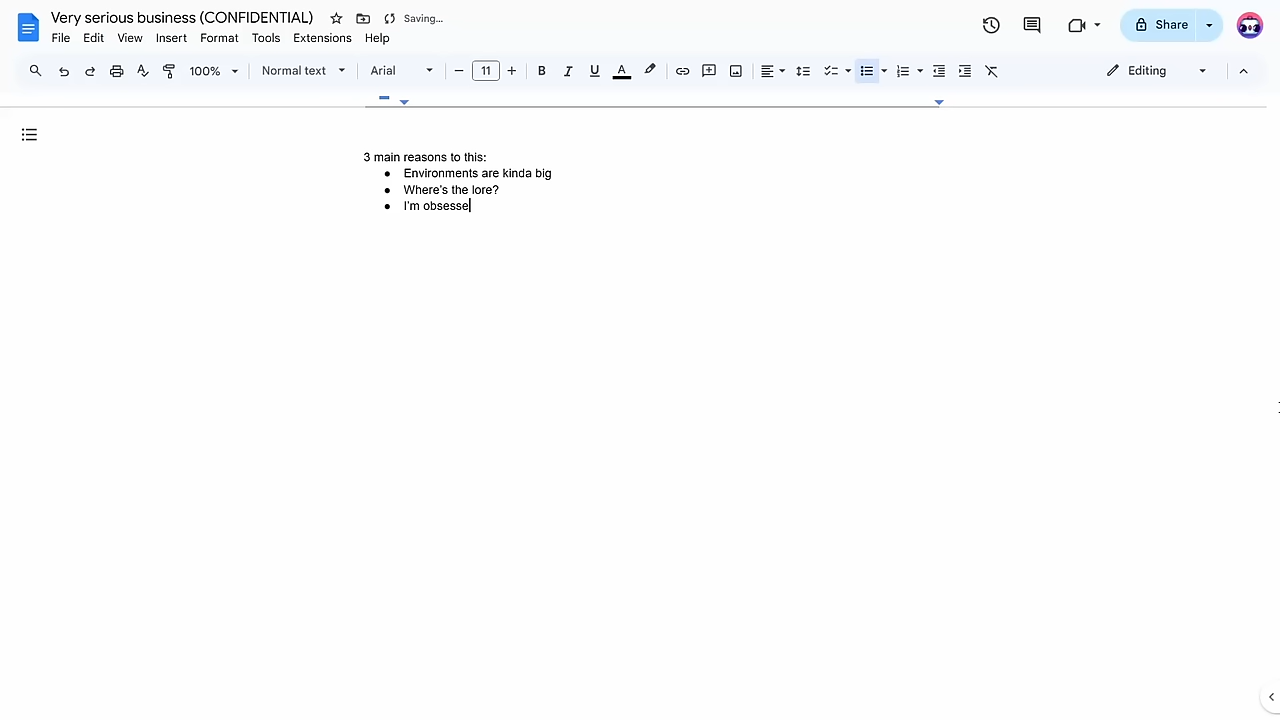 Very serious business (CONFIDENTIAL) Saving...
File Edit View Insert Format Tools Extensions Help
Share
100% Normal text Arial − 11 + B I U A Editing
3 main reasons to this:
● Environments are kinda big
● Where's the lore?
● I'm obsesse